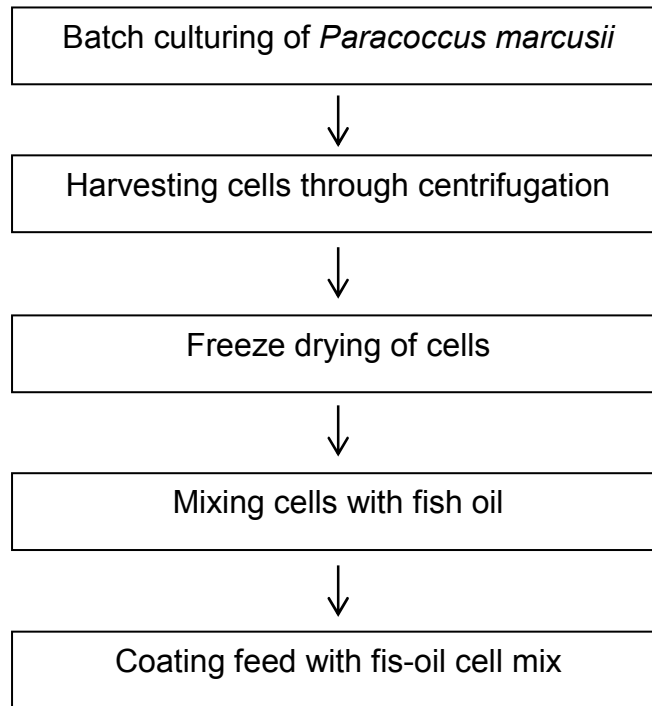 Batch culturing of Paracoccus marcusii
Harvesting cells through centrifugation
Freeze drying of cells
Mixing cells with fish oil
Coating feed with fis-oil cell mix